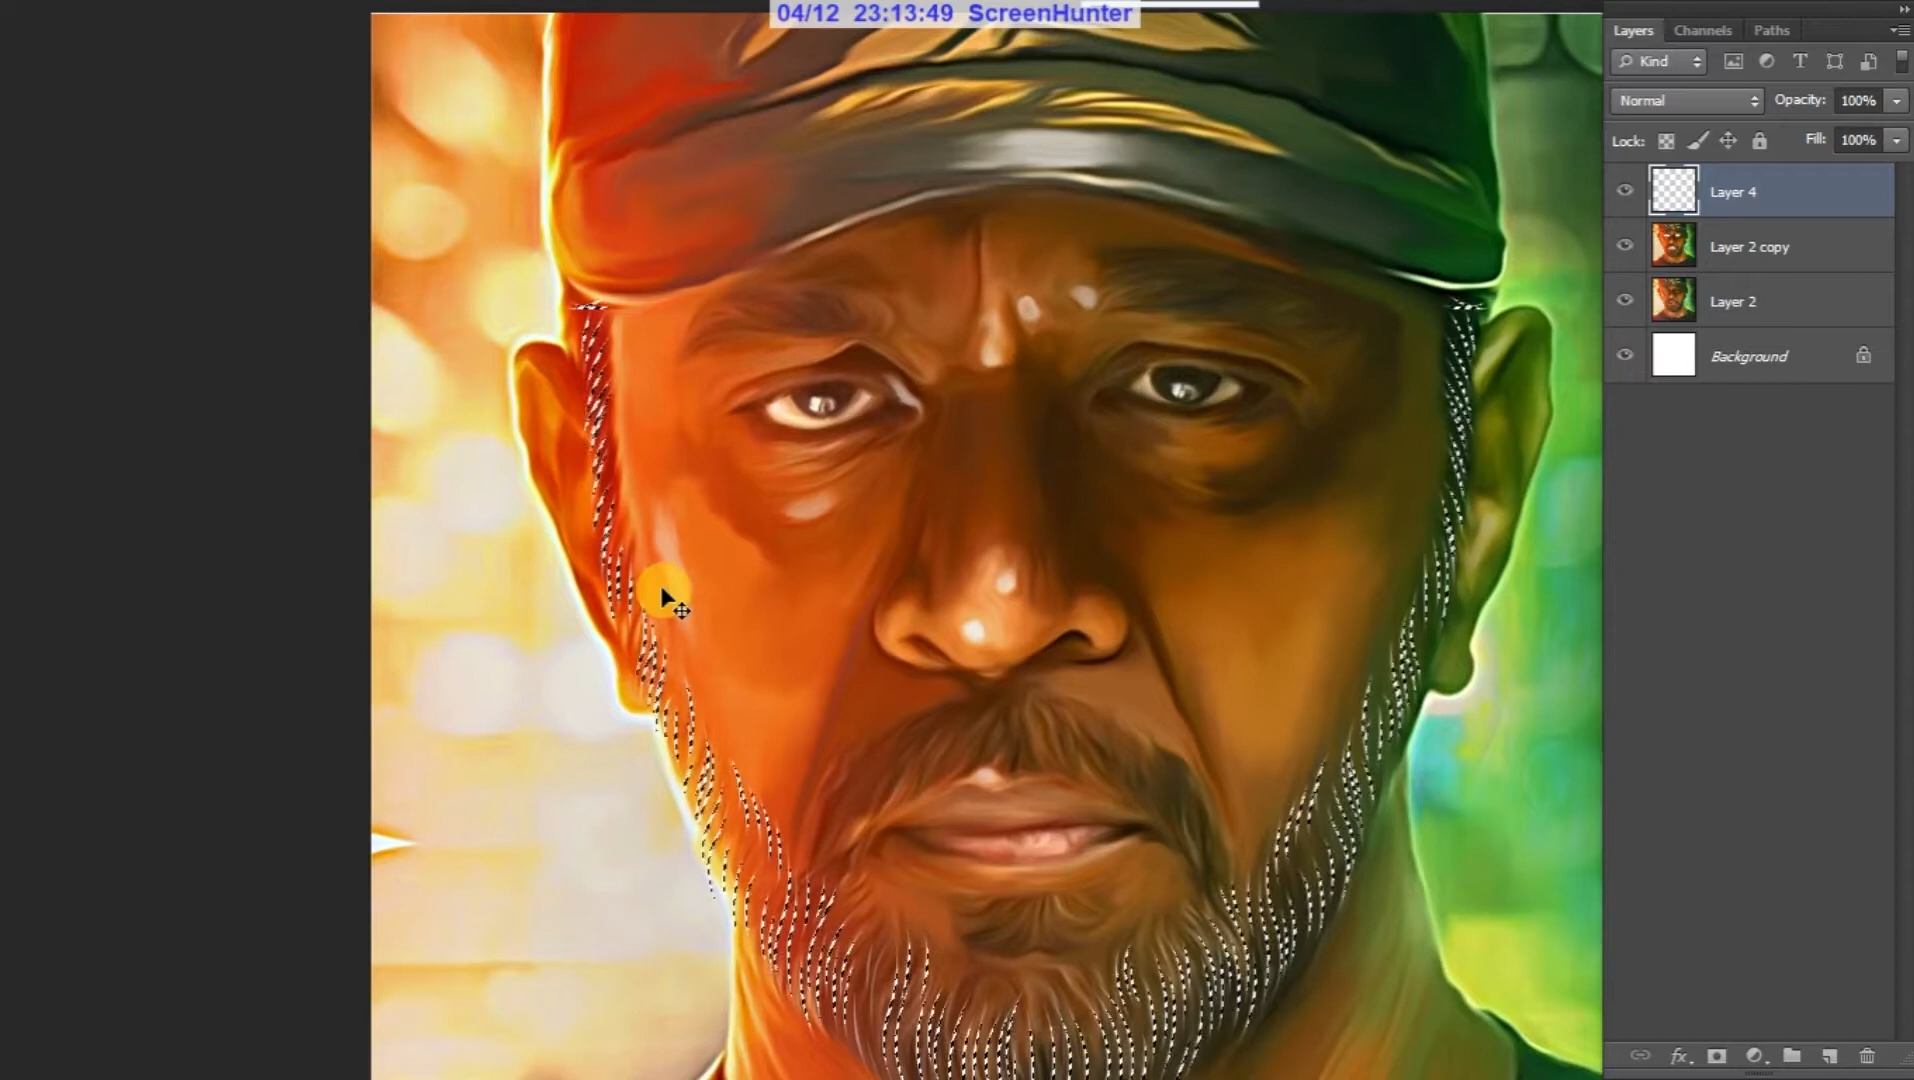 04/12 23:13:49 ScreenHunter
Layers Channels Paths
Kind
Normal Opacity: 100%
Lock: Fill: 100%
Layer 4
Layer 2 copy
Layer 2
Background
fx